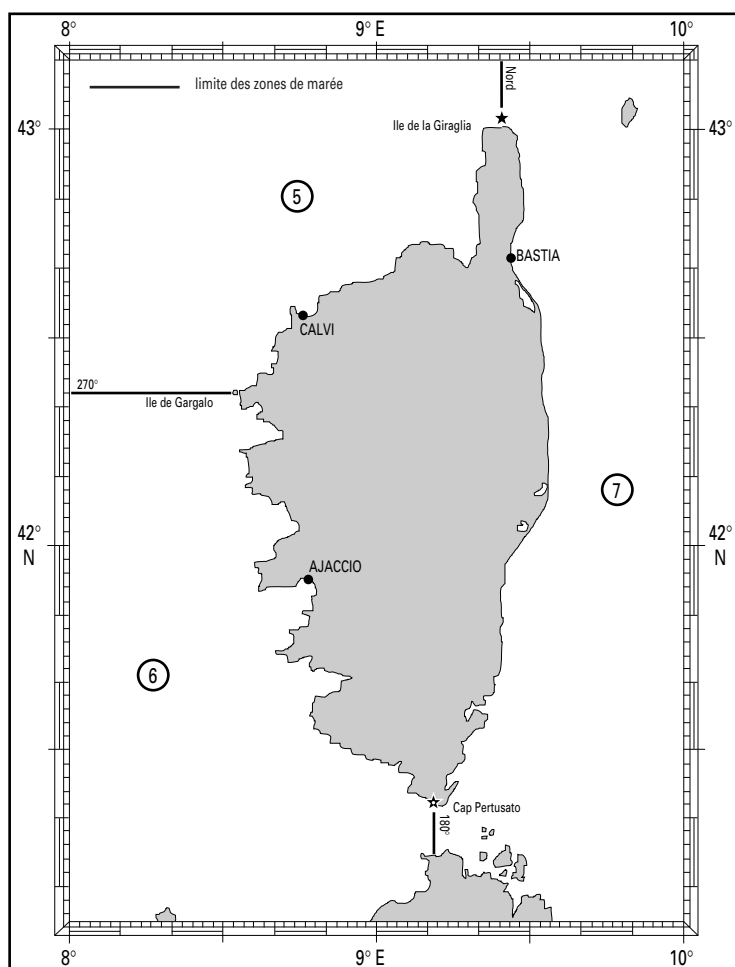 8° 9° E 10°
limite des zones de marée
Nord
Ile de la Giraglia
43° 43°
5
BASTIA
CALVI
270°
Ile de Gargalo
7
42° 42°
N N
AJACCIO
6
Cap Pertusato
180°
8° 9° E 10°